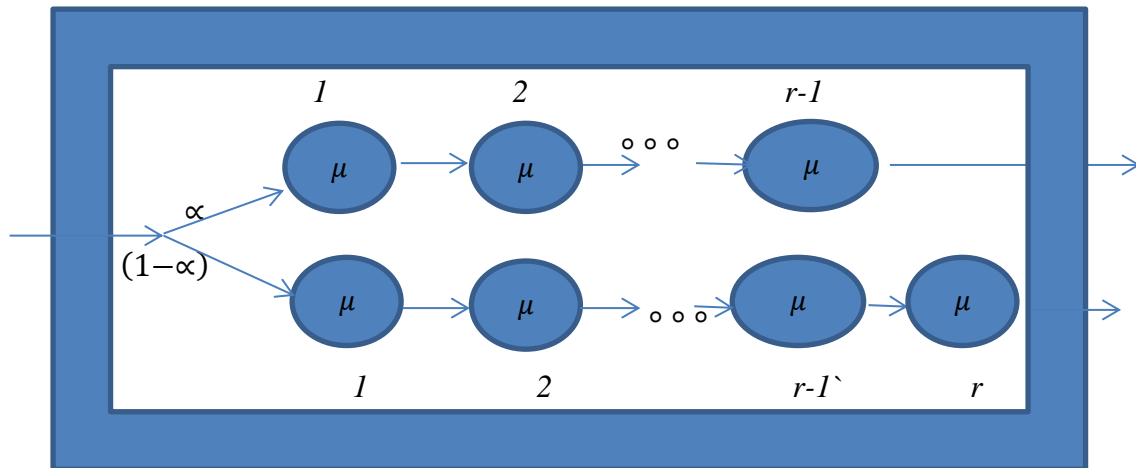 1 2 r-1
μ μ μ
∝
(1−∝)
μ μ μ μ
1 2 r-1` r